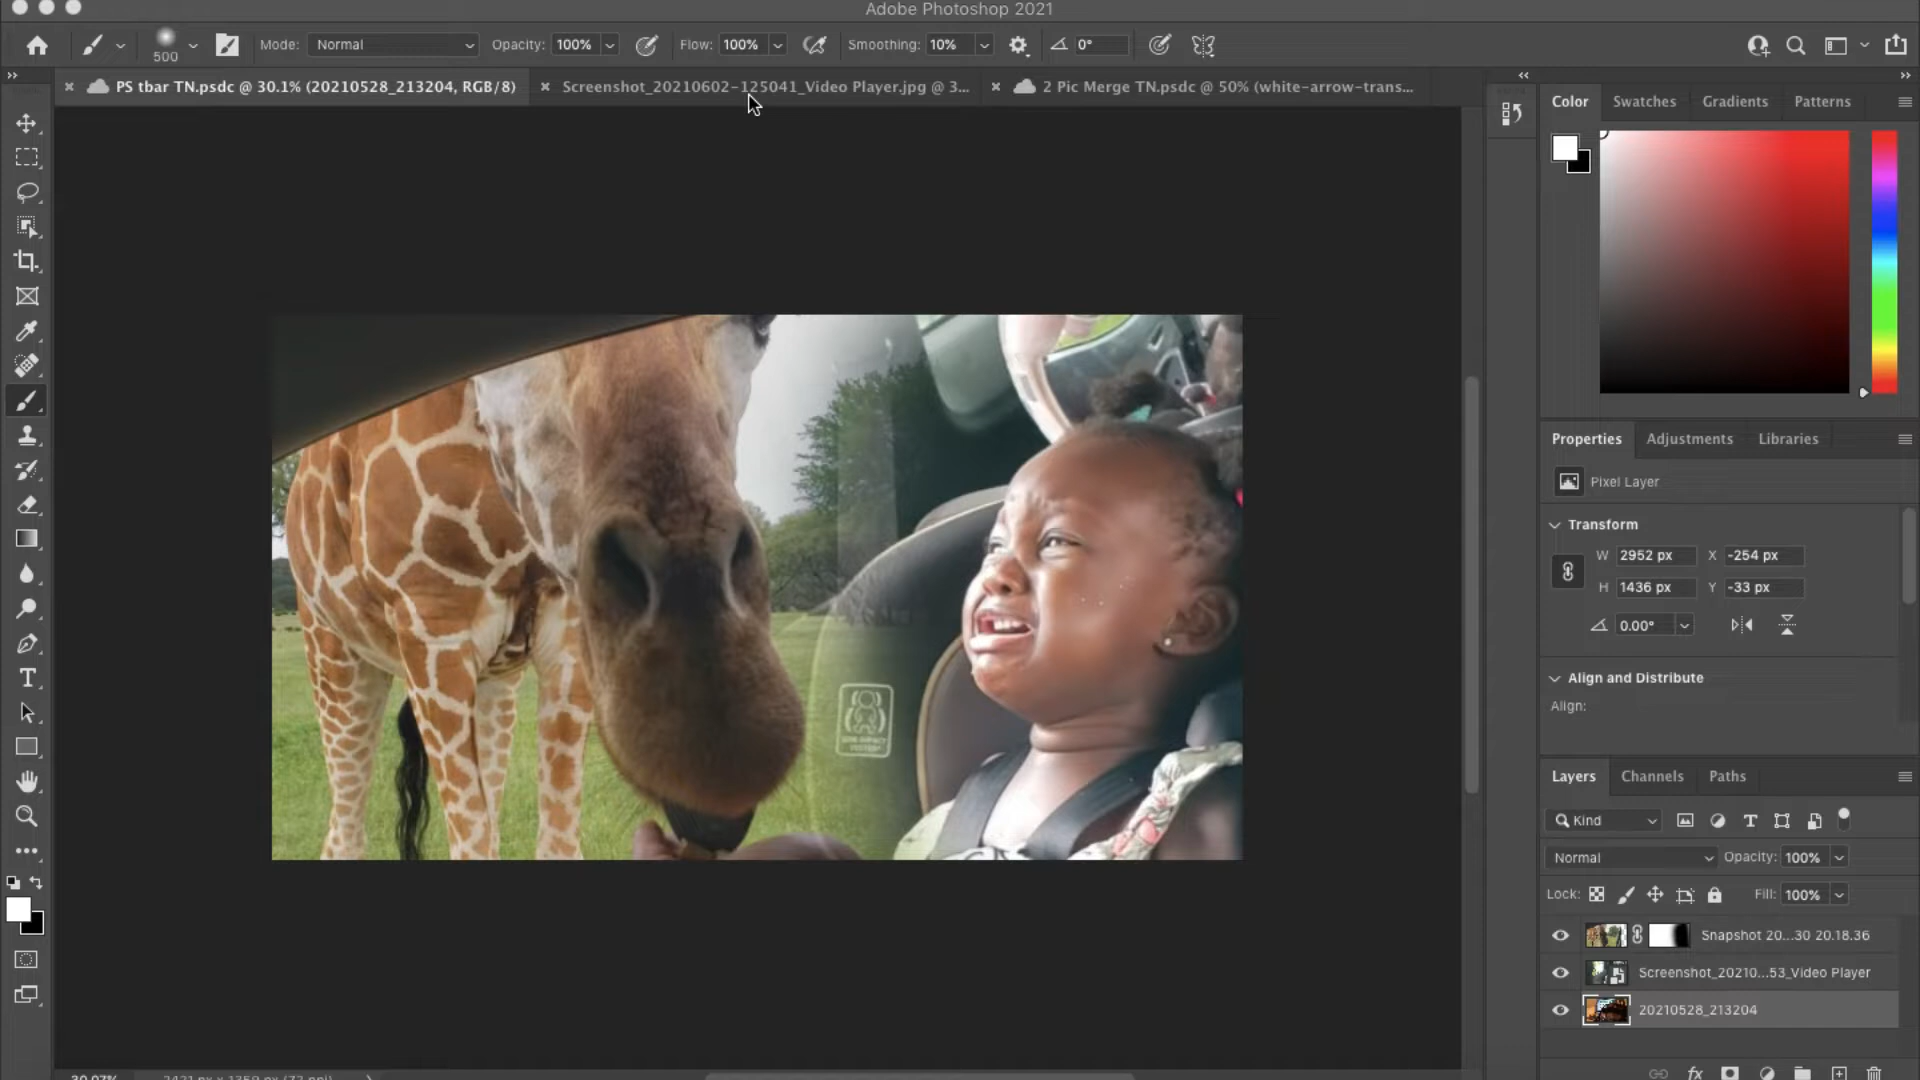 Adobe Photoshop 2021
500
Mode: Normal
Opacity: 100%
Flow: 100%
Smoothing: 10%
0°
PS tbar TN.psdc @ 30.1% (20210528_213204, RGB/8)
Screenshot_20210602-125041_Video Player.jpg @ 3...
2 Pic Merge TN.psdc @ 50% (white-arrow-trans...
Color
Swatches
Gradients
Patterns
Properties
Adjustments
Libraries
Pixel Layer
Transform
W 2952 px X -254 px
H 1436 px Y -33 px
0.00°
Align and Distribute
Align:
Layers
Channels
Paths
Kind
Normal
Opacity: 100%
Lock:
Fill: 100%
Snapshot 20...30 20.18.36
Screenshot_20210...53_Video Player
20210528_213204
fx